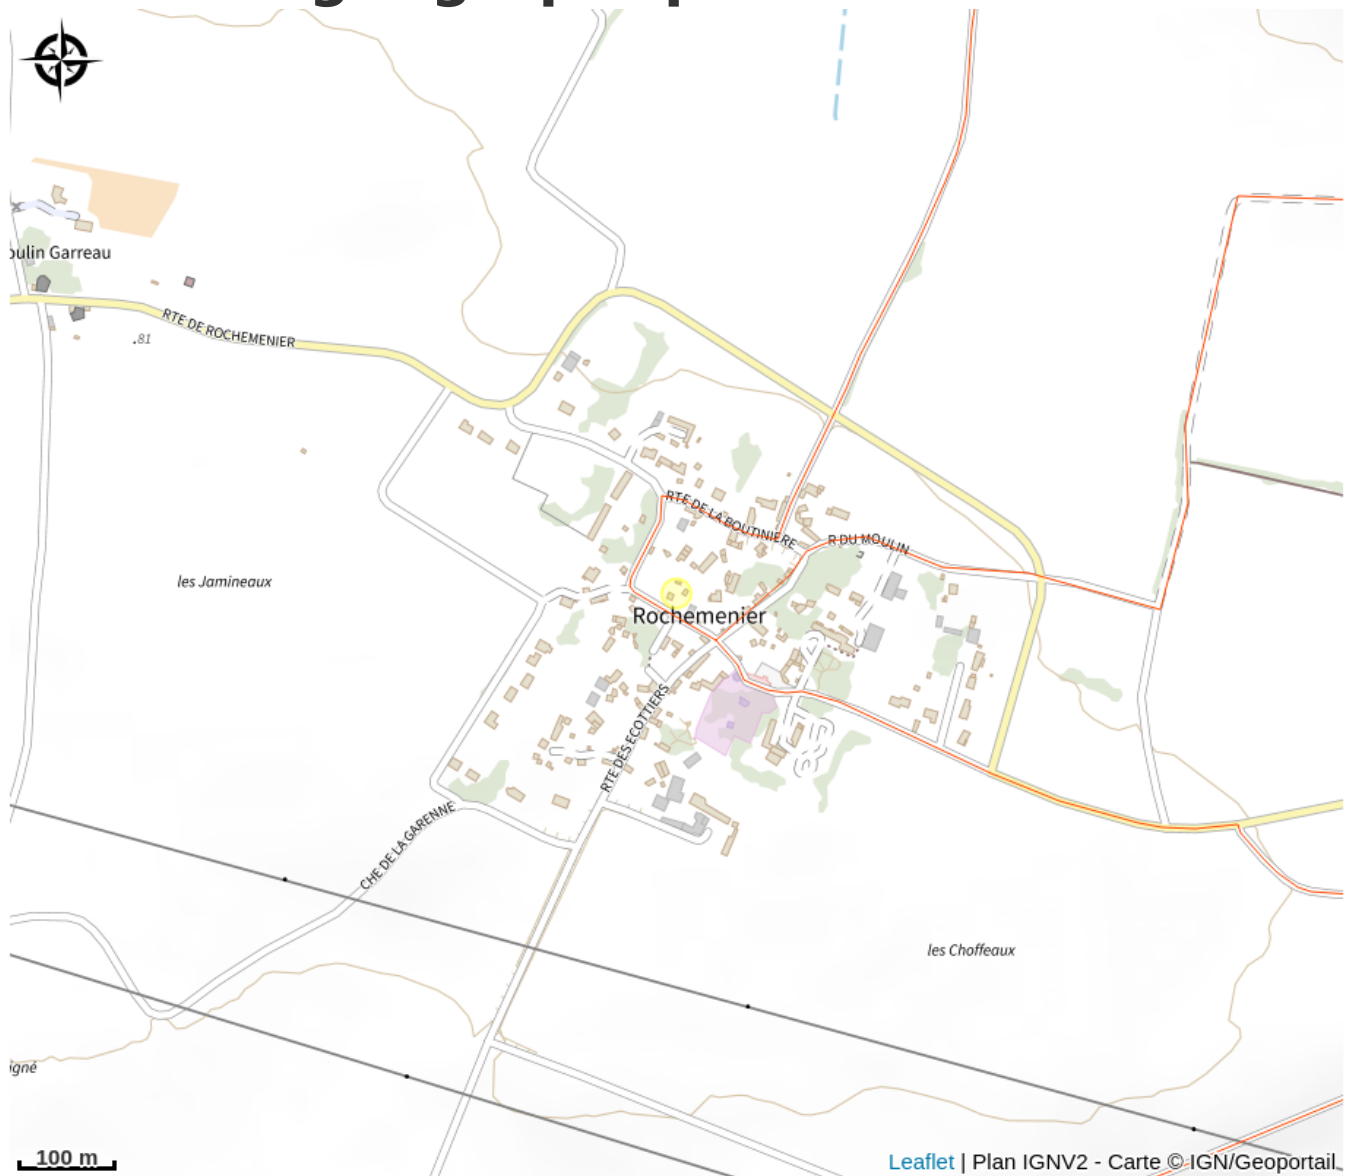 oulin Garreau
RTE DE ROCHEMENIER
.81
RTE DE LA BOUTINIERE
R DU MOULIN
les Jamineaux
Rochemenier
RTE DES ECOTTIERS
CHE DE LA GARENNE
les Choffeaux
igné
100 m
Leaflet | Plan IGNV2 - Carte © IGN/Geoportail